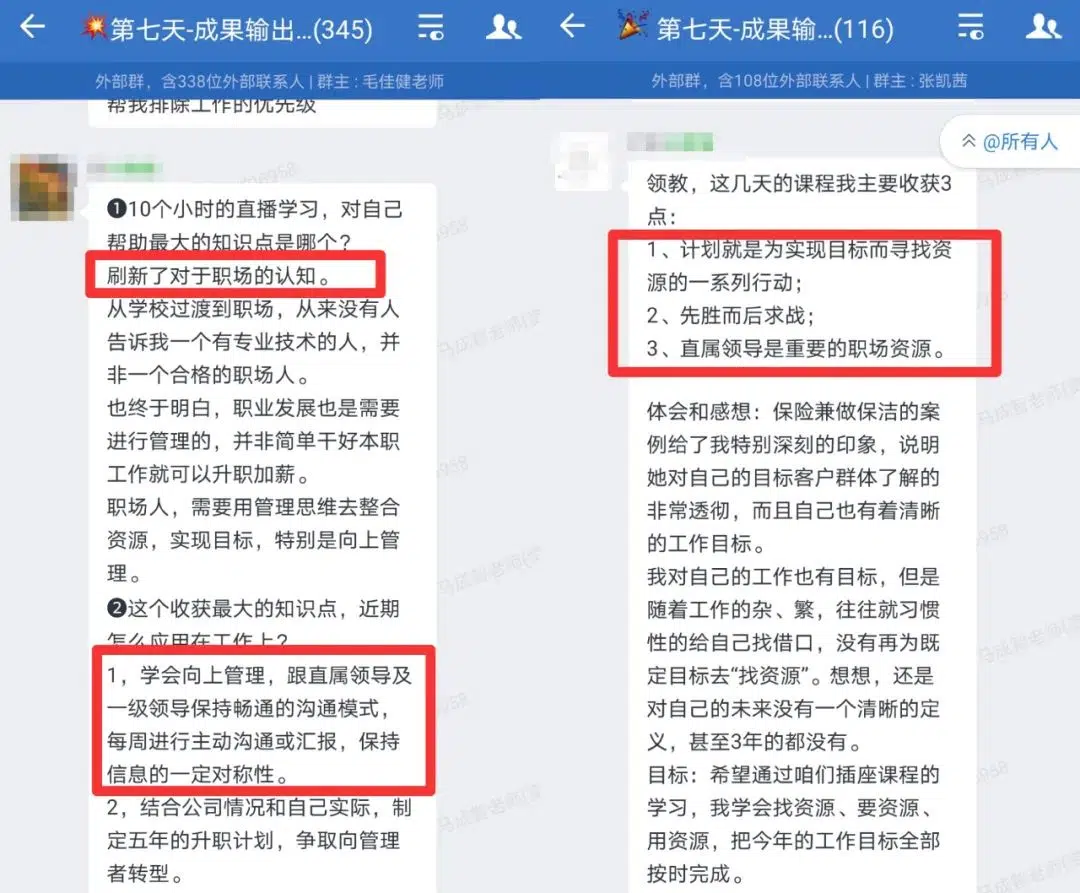 第七天-成果输出...(345)
外部群，含338位外部联系人 | 群主 : 毛佳健老师
帮我排除工作的优先级
❶10个小时的直播学习，对自己
帮助最大的知识点是哪个？
刷新了对于职场的认知。
从学校过渡到职场，从来没有人
告诉我一个有专业技术的人，并
非一个合格的职场人。
也终于明白，职业发展也是需要
进行管理的，并非简单干好本职
工作就可以升职加薪。
职场人，需要用管理思维去整合
资源，实现目标，特别是向上管
理。
❷这个收获最大的知识点，近期
怎么应用在工作上？
1，学会向上管理，跟直属领导及
一级领导保持畅通的沟通模式，
每周进行主动沟通或汇报，保持
信息的一定对称性。
2，结合公司情况和自己实际，制
定五年的升职计划，争取向管理
者转型。
第七天-成果输...(116)
外部群，含108位外部联系人 | 群主 : 张凯茜
@所有人
领教，这几天的课程我主要收获3
点：
1、计划就是为实现目标而寻找资
源的一系列行动；
2、先胜而后求战；
3、直属领导是重要的职场资源。
体会和感想：保险兼做保洁的案
例给了我特别深刻的印象，说明
她对自己的目标客户群体了解的
非常透彻，而且自己也有着清晰
的工作目标。
我对自己的工作也有目标，但是
随着工作的杂、繁，往往就习惯
性的给自己找借口，没有再为既
定目标去“找资源”。想想，还是
对自己的未来没有一个清晰的定
义，甚至3年的都没有。
目标：希望通过咱们插座课程的
学习，我学会找资源、要资源、
用资源，把今年的工作目标全部
按时完成。